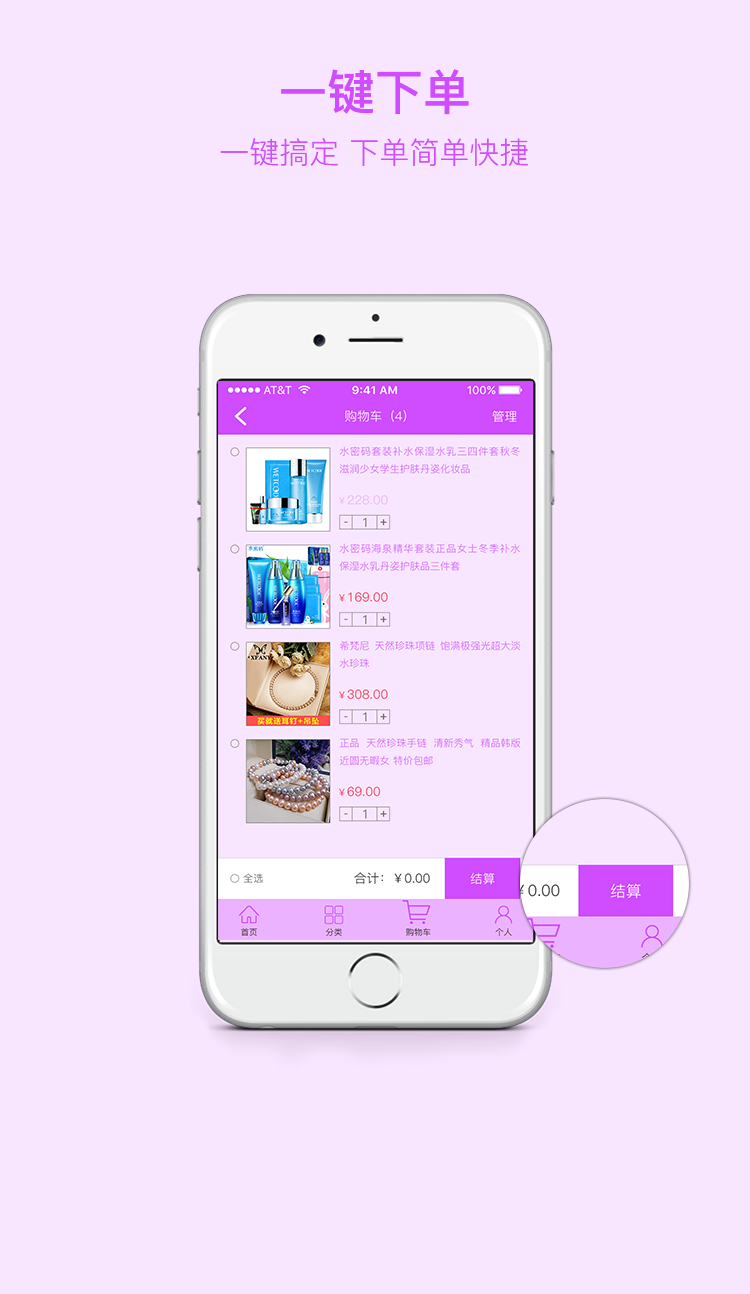 一键下单
一键搞定 下单简单快捷
AT&T 9:41 AM 100%
购物车（4） 管理
水密码套装补水保湿水乳三四件套秋冬
滋润少女学生护肤丹姿化妆品
¥228.00
- 1 +
水密码海泉精华套装正品女士冬季补水
保湿水乳丹姿护肤品三件套
¥169.00
- 1 +
希梵尼 天然珍珠项链 饱满极强光超大淡
水珍珠
买就送耳钉+吊坠
¥308.00
- 1 +
正品 天然珍珠手链 清新秀气 精品韩版
近圆无暇女 特价包邮
¥69.00
- 1 +
全选 合计：¥0.00 结算
¥0.00 结算
首页 分类 购物车 个人